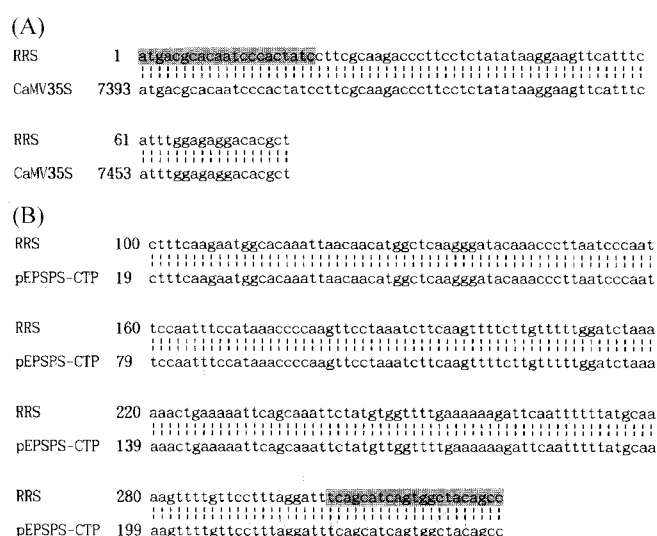 (A)
RRS 1 atgacgcacaatcccactatccttcgcaagacccttcctctatataaggaagttcatttc
CaMV35S 7393 atgacgcacaatcccactatccttcgcaagacccttcctctatataaggaagttcatttc
RRS 61 atttggagaggacacgct
CaMV35S 7453 atttggagaggacacgct
(B)
RRS 100 ctttcaagaatggcacaaattaacaacatggctcaagggatacaaacccttaatcccaat
pEPSPS-CTP 19 ctttcaagaatggcacaaattaacaacatggctcaagggatacaaacccttaatcccaat
RRS 160 tccaatttccataaaccccaagttcctaaatcttcaagttttcttgtttttggatctaaa
pEPSPS-CTP 79 tccaatttccataaaccccaagttcctaaatcttcaagttttcttgtttttggatctaaa
RRS 220 aaactgaaaaattcagcaaattctatgtggttttgaaaaaagattcaattttttatgcaa
pEPSPS-CTP 139 aaactgaaaaattcagcaaattctatgttggttttgaaaaaagattcaatttttatgcaa
RRS 280 aagttttgttcctttaggatttcagcatcagtggctacagcc
pEPSPS-CTP 199 aagttttgttcctttaggatttcagcatcagtggctacagcc